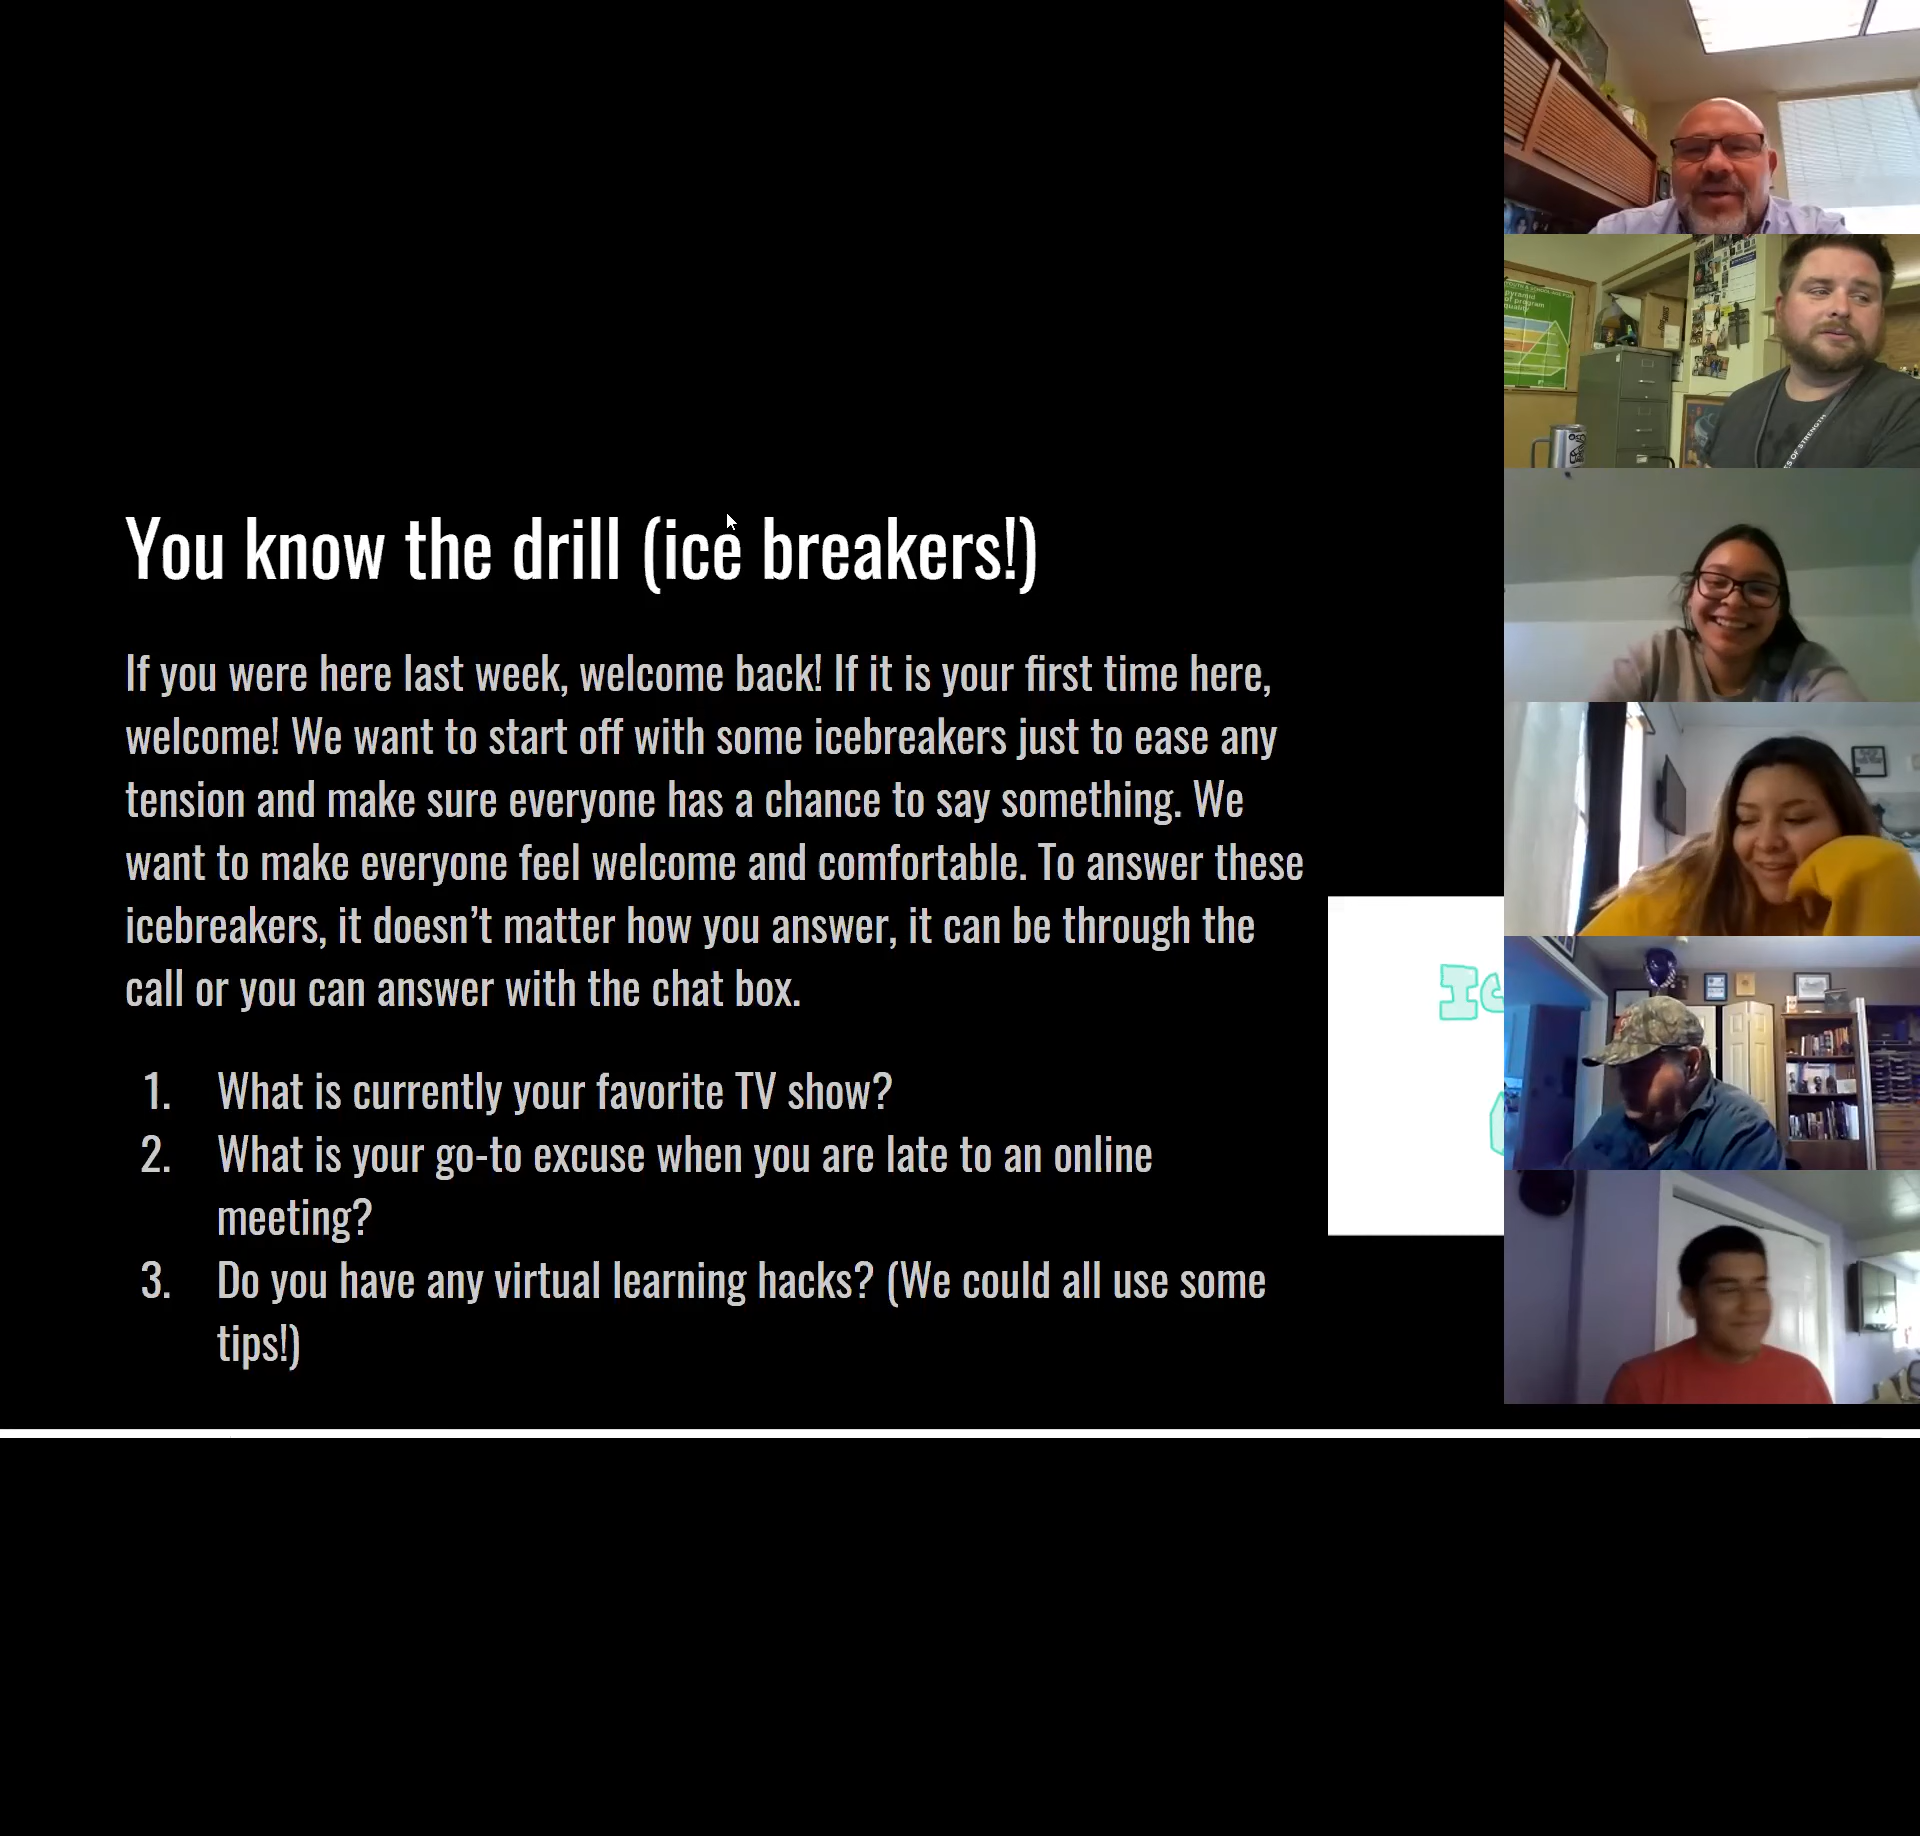 You know the drill (ice breakers!)
If you were here last week, welcome back! If it is your first time here,
welcome! We want to start off with some icebreakers just to ease any
tension and make sure everyone has a chance to say something. We
want to make everyone feel welcome and comfortable. To answer these
icebreakers, it doesn’t matter how you answer, it can be through the
call or you can answer with the chat box.
1. What is currently your favorite TV show?
2. What is your go-to excuse when you are late to an online
meeting?
3. Do you have any virtual learning hacks? (We could all use some
tips!)
pyramid
of program
quality
OF STRENGTH